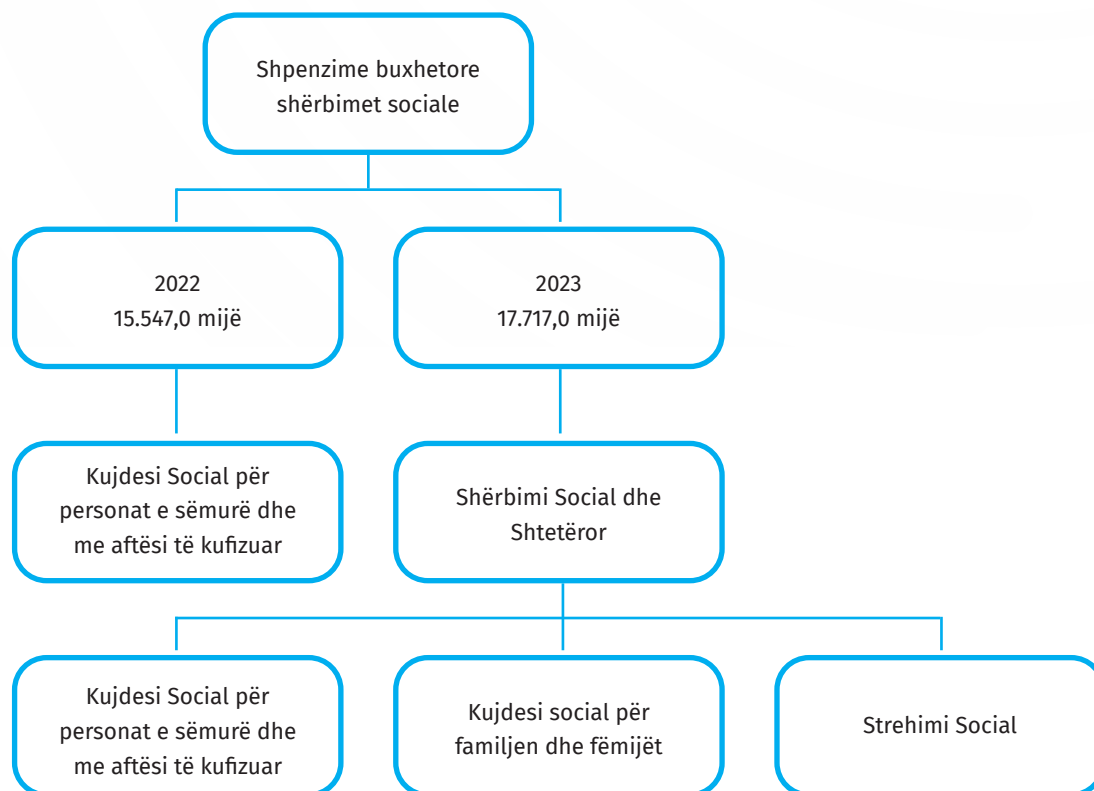 Shpenzime buxhetore
shërbimet sociale
2022
15.547,0 mijë
2023
17.717,0 mijë
Kujdesi Social për
personat e sëmurë dhe
me aftësi të kufizuar
Shërbimi Social dhe
Shtetëror
Kujdesi Social për
personat e sëmurë dhe
me aftësi të kufizuar
Kujdesi social për
familjen dhe fëmijët
Strehimi Social